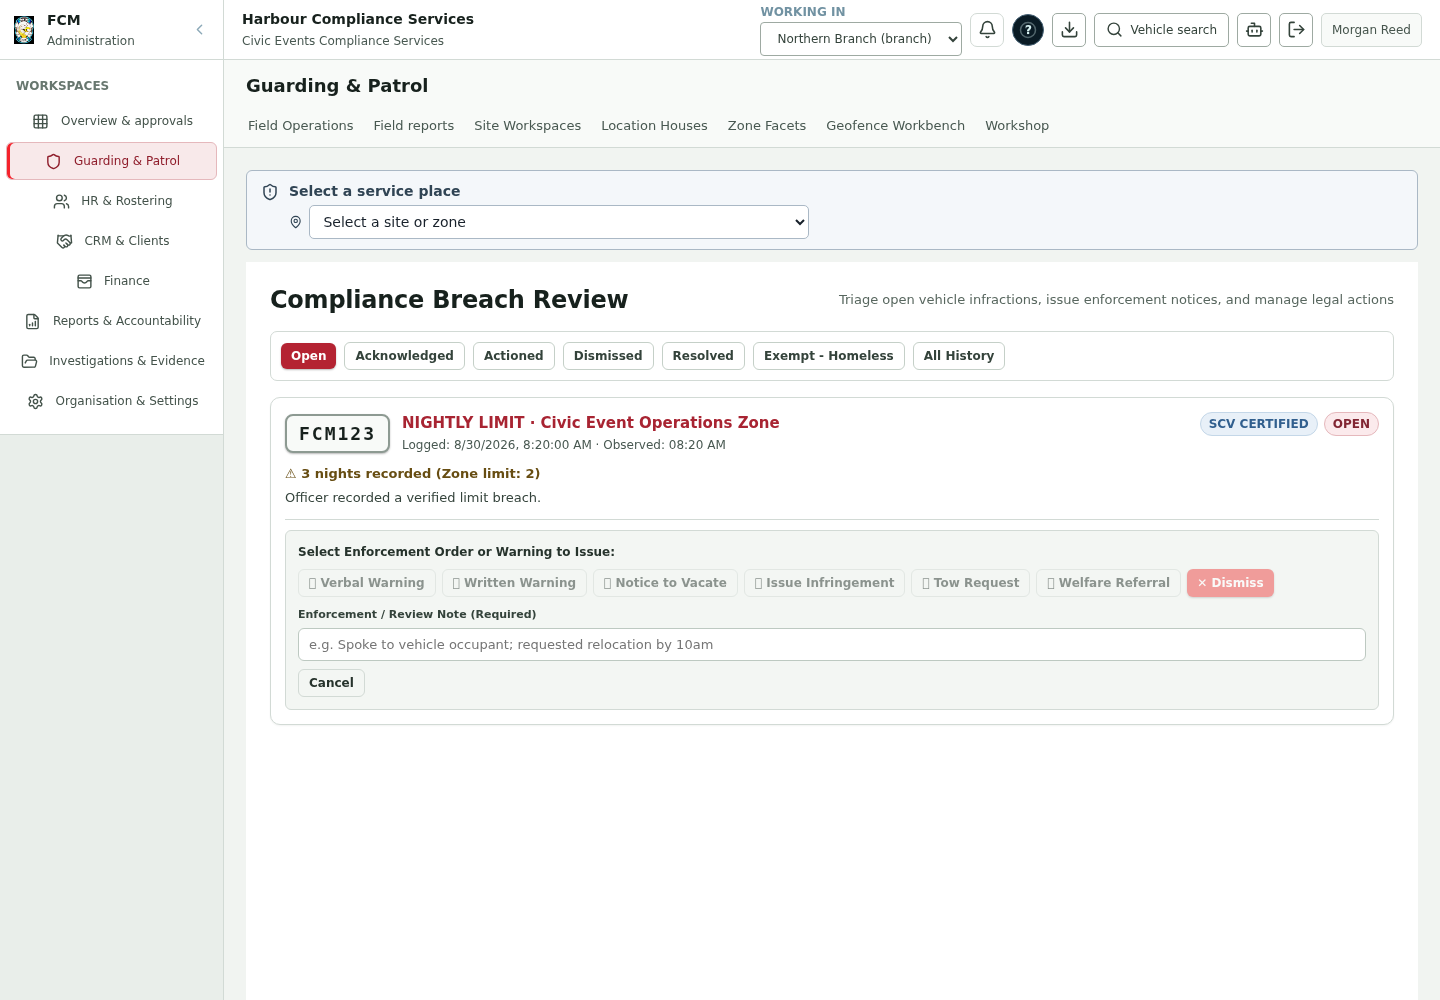 FCM
Administration
Harbour Compliance Services
Civic Events Compliance Services
WORKING IN
Northern Branch (branch)
?
Vehicle search
Morgan Reed
WORKSPACES
Overview & approvals
Guarding & Patrol
HR & Rostering
CRM & Clients
Finance
Reports & Accountability
Investigations & Evidence
Organisation & Settings
Guarding & Patrol
Field Operations
Field reports
Site Workspaces
Location Houses
Zone Facets
Geofence Workbench
Workshop
Select a service place
Select a site or zone
Compliance Breach Review
Triage open vehicle infractions, issue enforcement notices, and manage legal actions
Open
Acknowledged
Actioned
Dismissed
Resolved
Exempt - Homeless
All History
FCM123
NIGHTLY LIMIT · Civic Event Operations Zone
Logged: 8/30/2026, 8:20:00 AM · Observed: 08:20 AM
SCV CERTIFIED
OPEN
⚠ 3 nights recorded (Zone limit: 2)
Officer recorded a verified limit breach.
Select Enforcement Order or Warning to Issue:
Verbal Warning
Written Warning
Notice to Vacate
Issue Infringement
Tow Request
Welfare Referral
✕ Dismiss
Enforcement / Review Note (Required)
e.g. Spoke to vehicle occupant; requested relocation by 10am
Cancel